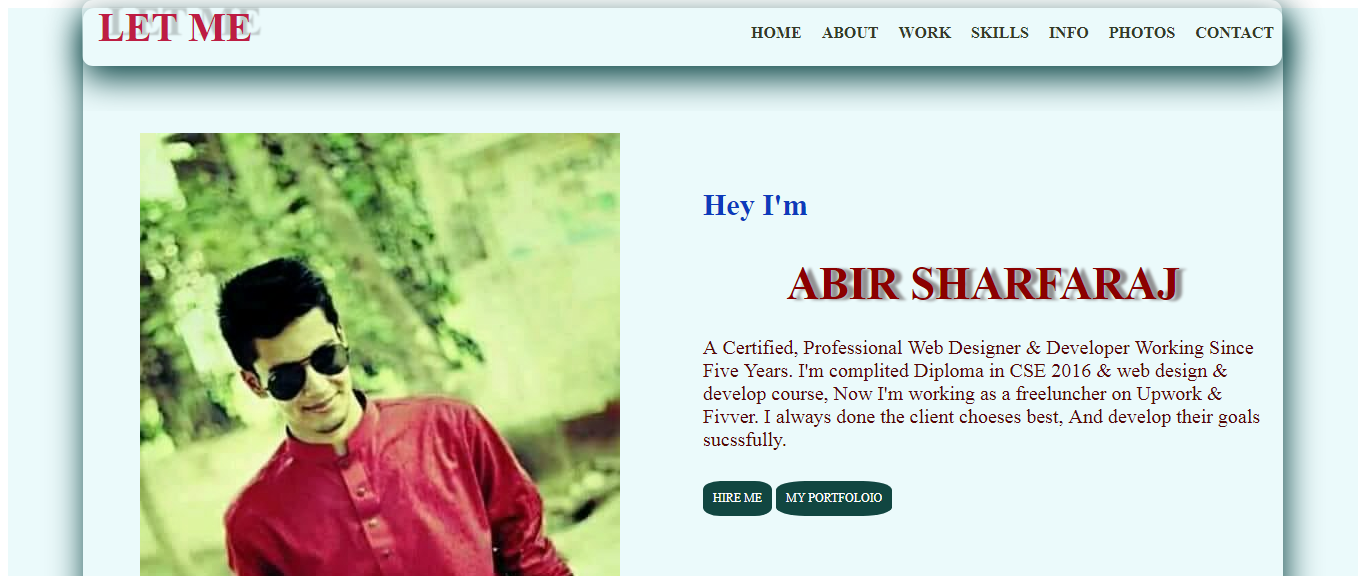 LET ME
HOME ABOUT WORK SKILLS INFO PHOTOS CONTACT
Hey I'm
ABIR SHARFARAJ
A Certified, Professional Web Designer & Developer Working Since
Five Years. I'm complited Diploma in CSE 2016 & web design &
develop course, Now I'm working as a freeluncher on Upwork &
Fivver. I always done the client choeses best, And develop their goals
sucssfully.
HIRE ME MY PORTFOLOIO